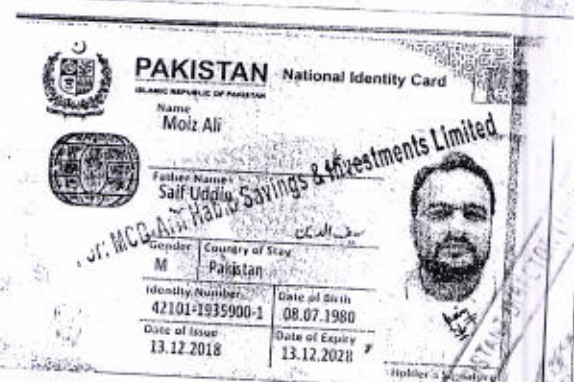 PAKISTAN National Identity Card
ISLAMIC REPUBLIC OF PAKISTAN
Name
Moiz Ali
Father Name
Saif Uddin
سیف الدین
For: MCB-Arif Habib Savings & Investments Limited
Gender Country of Stay
M Pakistan
Identity Number Date of Birth
42101-1935900-1 08.07.1980
Date of Issue Date of Expiry
13.12.2018 13.12.2028
Holder's Signature